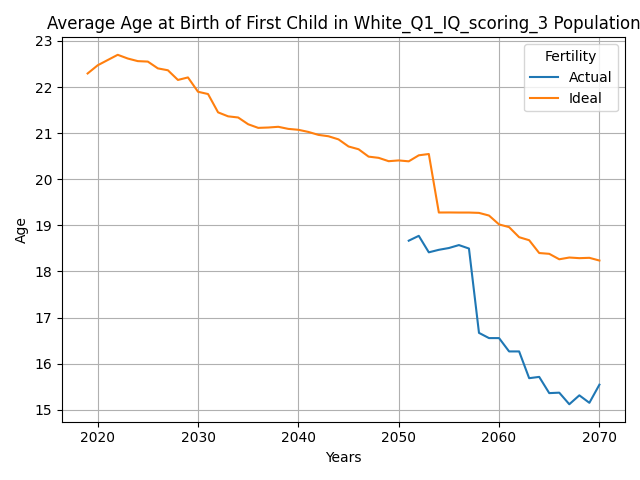 Average Age at Birth of First Child in White_Q1_IQ_scoring_3 Population
Fertility
Actual
Ideal
23
22
21
20
19
18
17
16
15
Age
2020 2030 2040 2050 2060 2070
Years